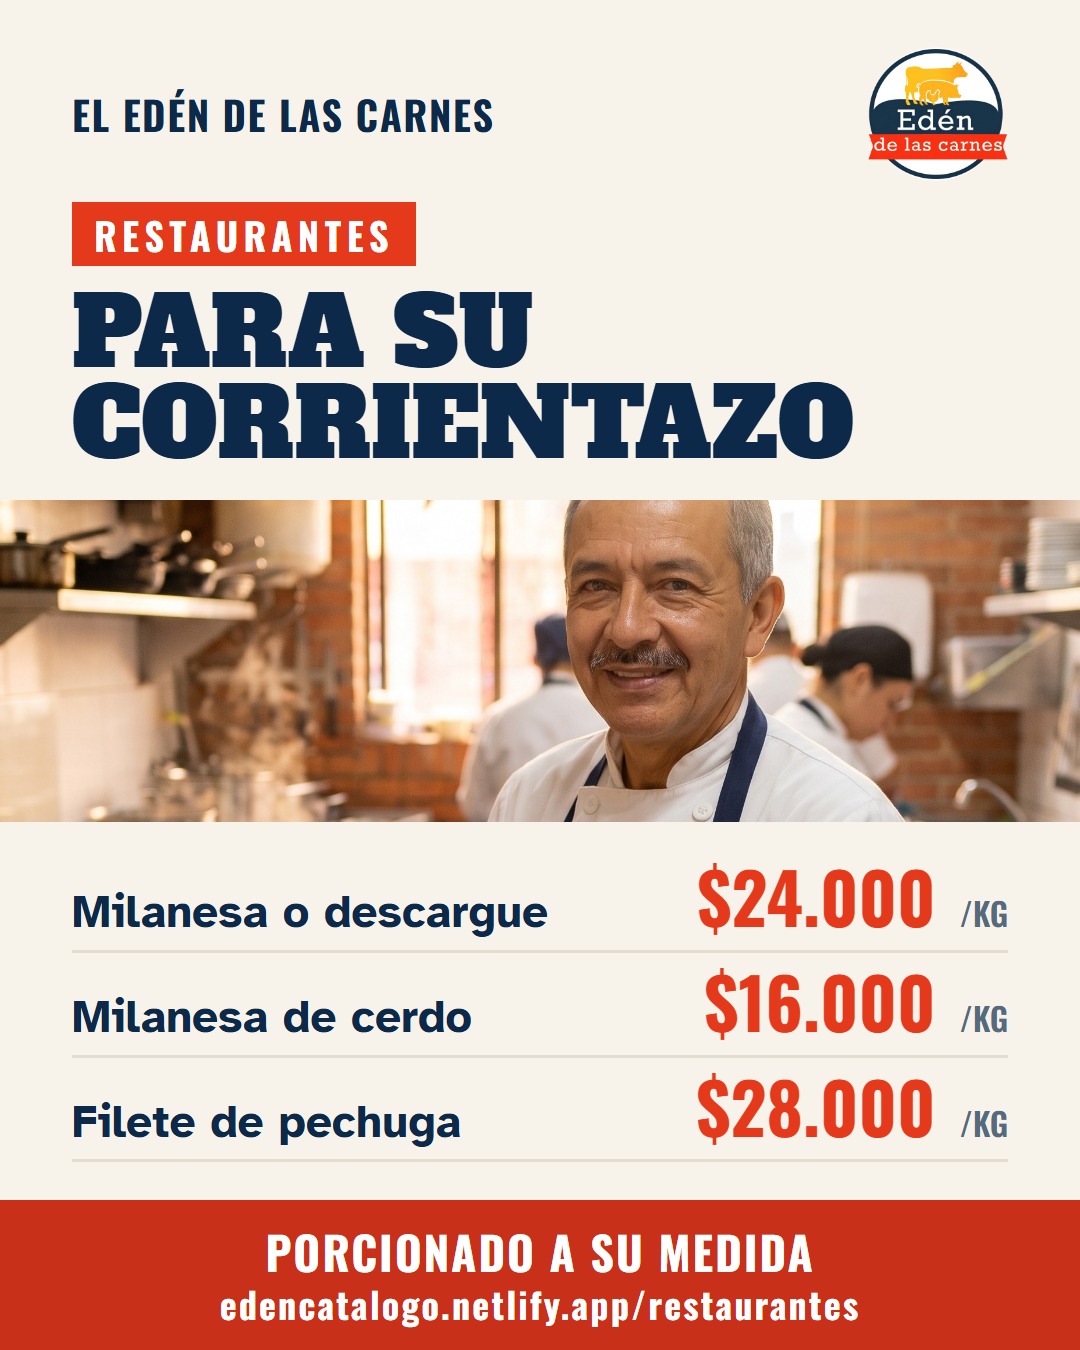 EL EDÉN DE LAS CARNES
Edén
de las carnes
RESTAURANTES
PARA SU
CORRIENTAZO
Milanesa o descargue $24.000 /KG
Milanesa de cerdo $16.000 /KG
Filete de pechuga $28.000 /KG
PORCIONADO A SU MEDIDA
edencatalogo.netlify.app/restaurantes